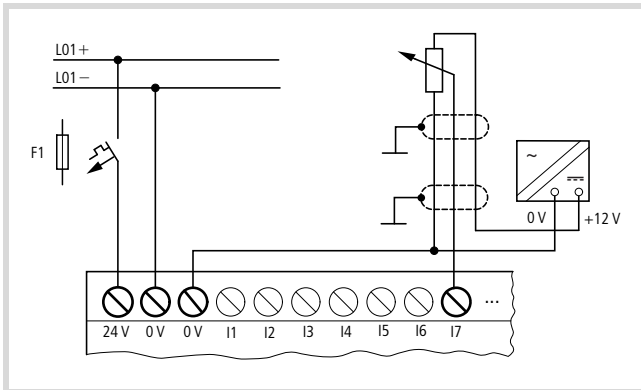 L01+
L01−
F1
~
0 V
+12 V
...
24 V 0 V 0 V I1 I2 I3 I4 I5 I6 I7